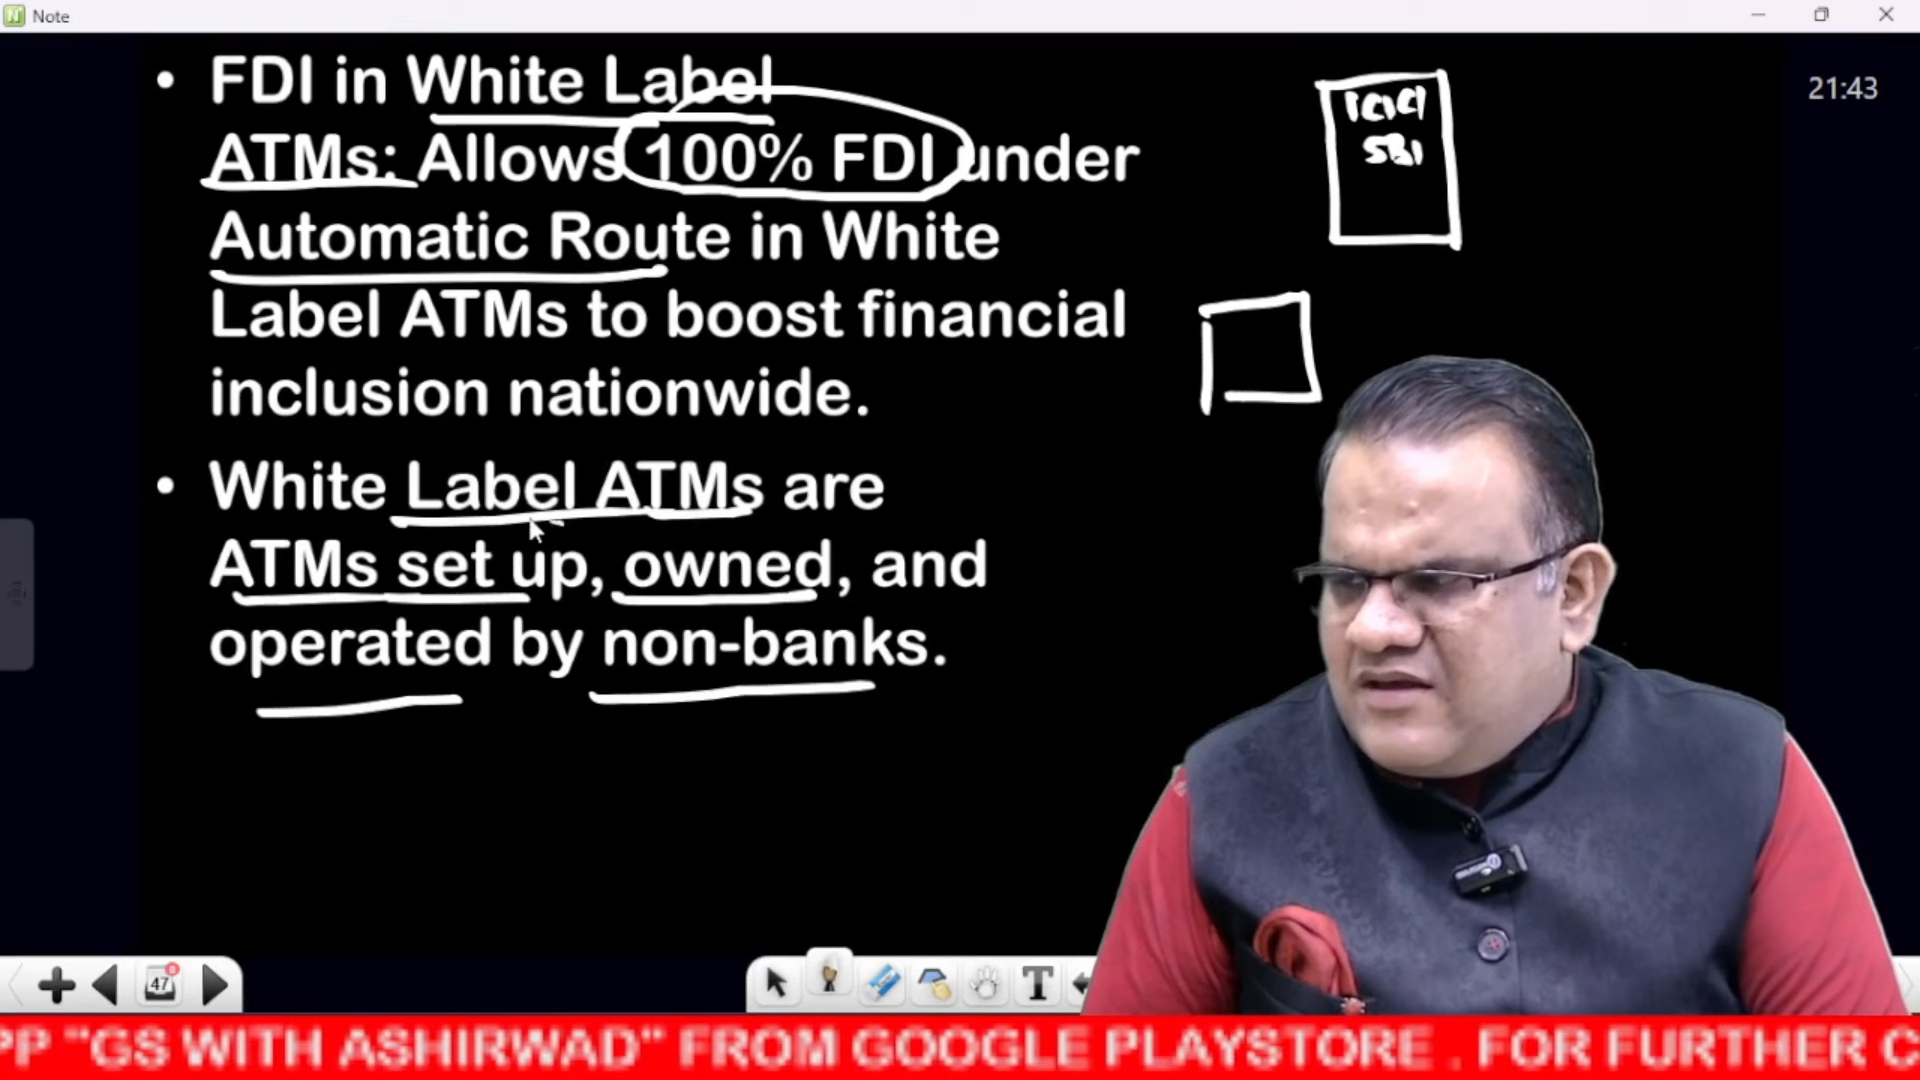 Note
• FDI in White Label
ATMs: Allows 100% FDI under
Automatic Route in White
Label ATMs to boost financial
inclusion nationwide.
• White Label ATMs are
ATMs set up, owned, and
operated by non-banks.
SBI
21:43
47
T
PP "GS WITH ASHIRWAD" FROM GOOGLE PLAYSTORE . FOR FURTHER C